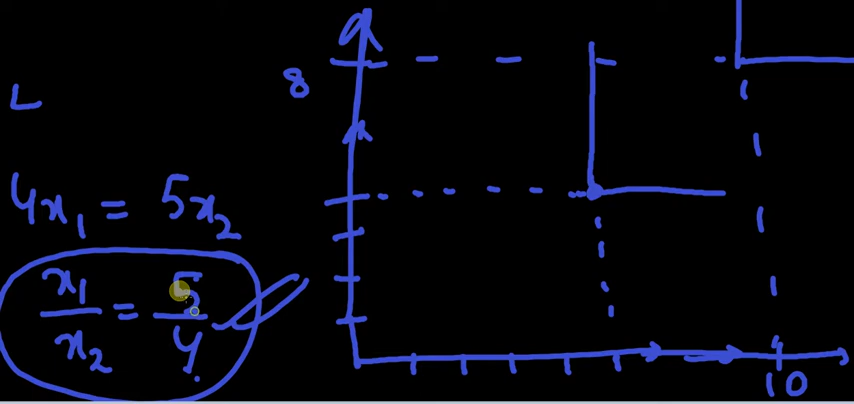 8
L
4x₁ = 5x₂
x₁/x₂ = 5/4
10